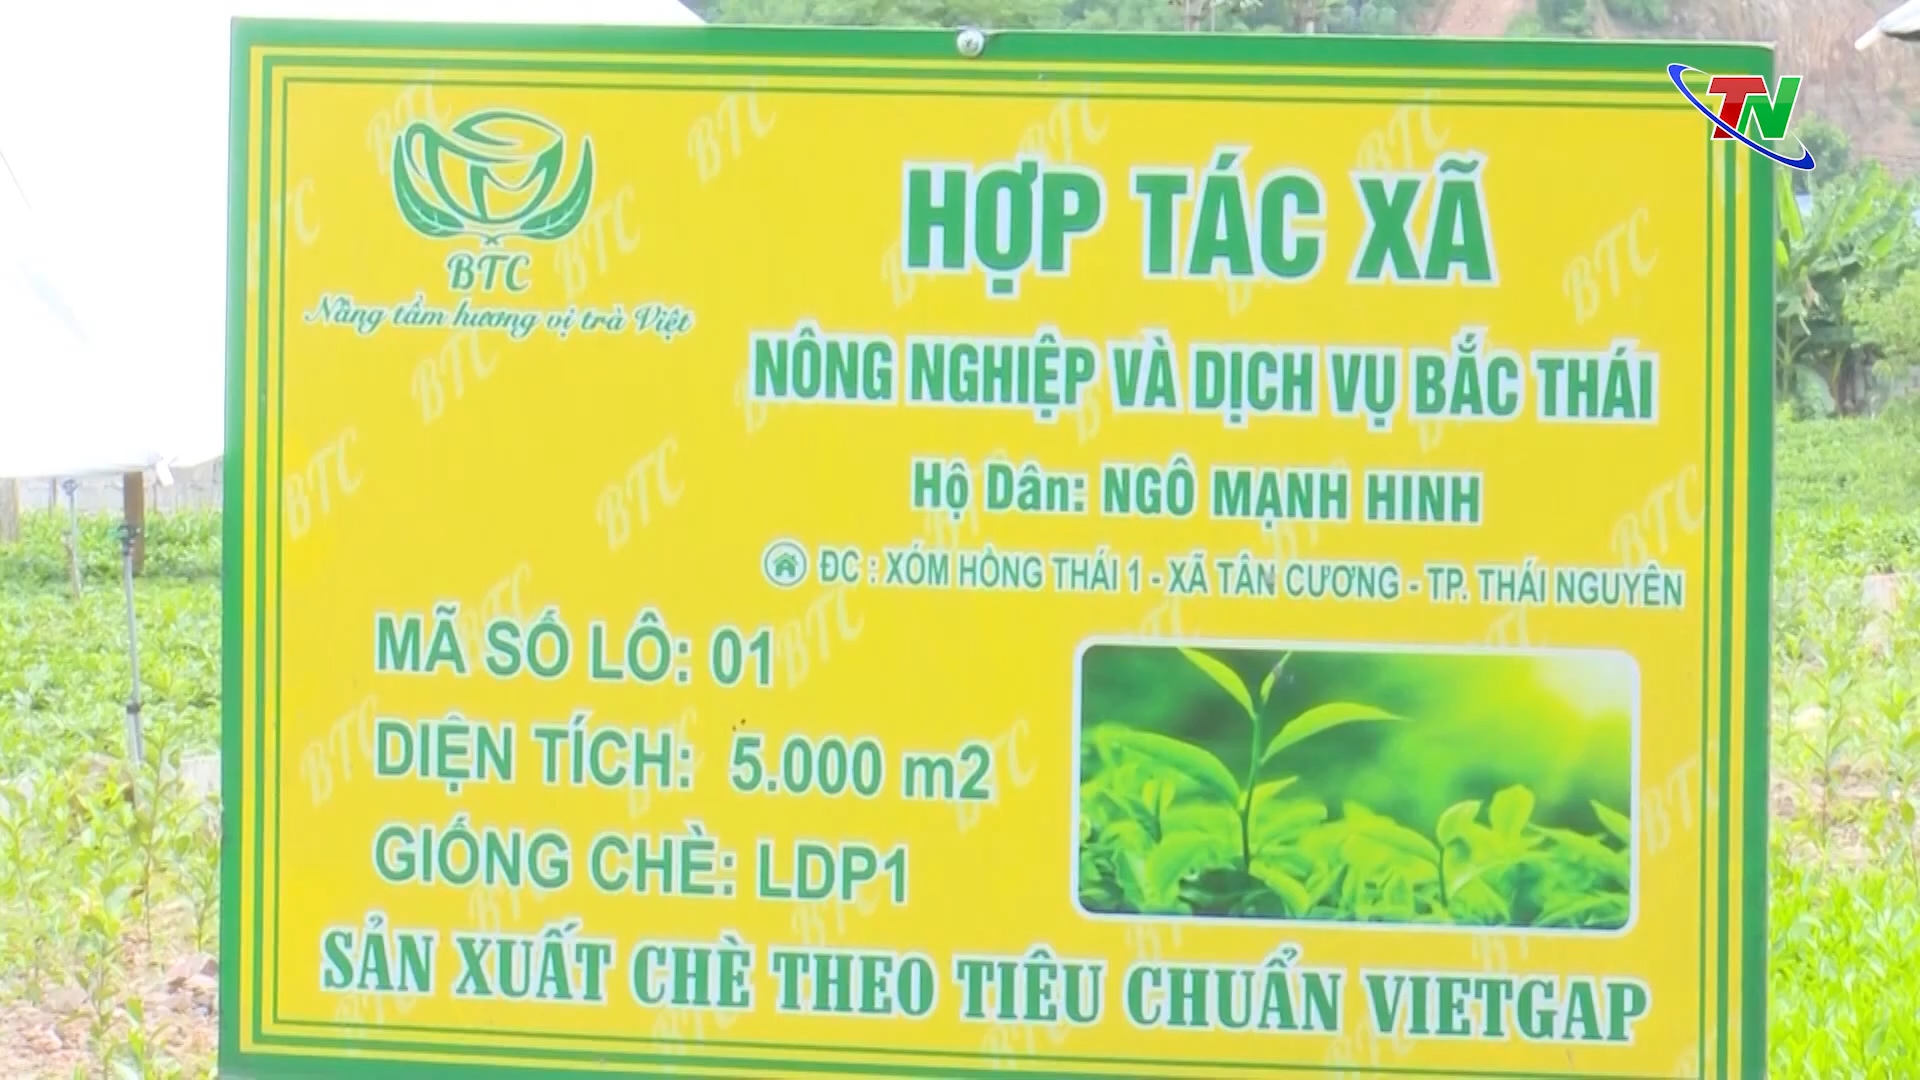 TN
BTC
Nâng tầm hương vị trà Việt
HỢP TÁC XÃ
NÔNG NGHIỆP VÀ DỊCH VỤ BẮC THÁI
Hộ Dân: NGÔ MẠNH HINH
ĐC : XÓM HỒNG THÁI 1 - XÃ TÂN CƯƠNG - TP. THÁI NGUYÊN
MÃ SỐ LÔ: 01
DIỆN TÍCH: 5.000 m2
GIỐNG CHÈ: LDP1
SẢN XUẤT CHÈ THEO TIÊU CHUẨN VIETGAP